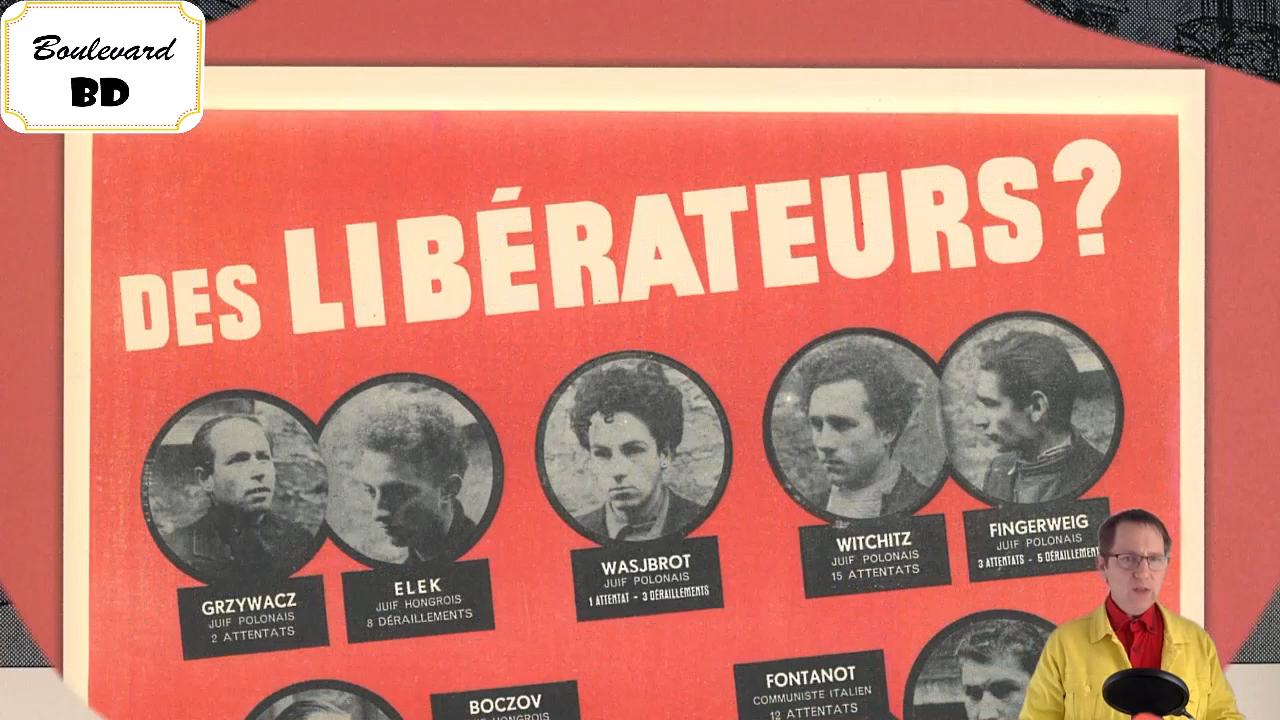 Boulevard
BD
DES LIBÉRATEURS?
GRZYWACZ
JUIF POLONAIS
2 ATTENTATS
ELEK
JUIF HONGROIS
8 DÉRAILLEMENTS
WASJBROT
JUIF POLONAIS
1 ATTENTAT - 3 DÉRAILLEMENTS
WITCHITZ
JUIF POLONAIS
15 ATTENTATS
FINGERWEIG
JUIF POLONAIS
3 ATTENTATS - 5 DÉRAILLEMENT
BOCZOV
HONGROIS
FONTANOT
COMMUNISTE ITALIEN
12 ATTENTATS